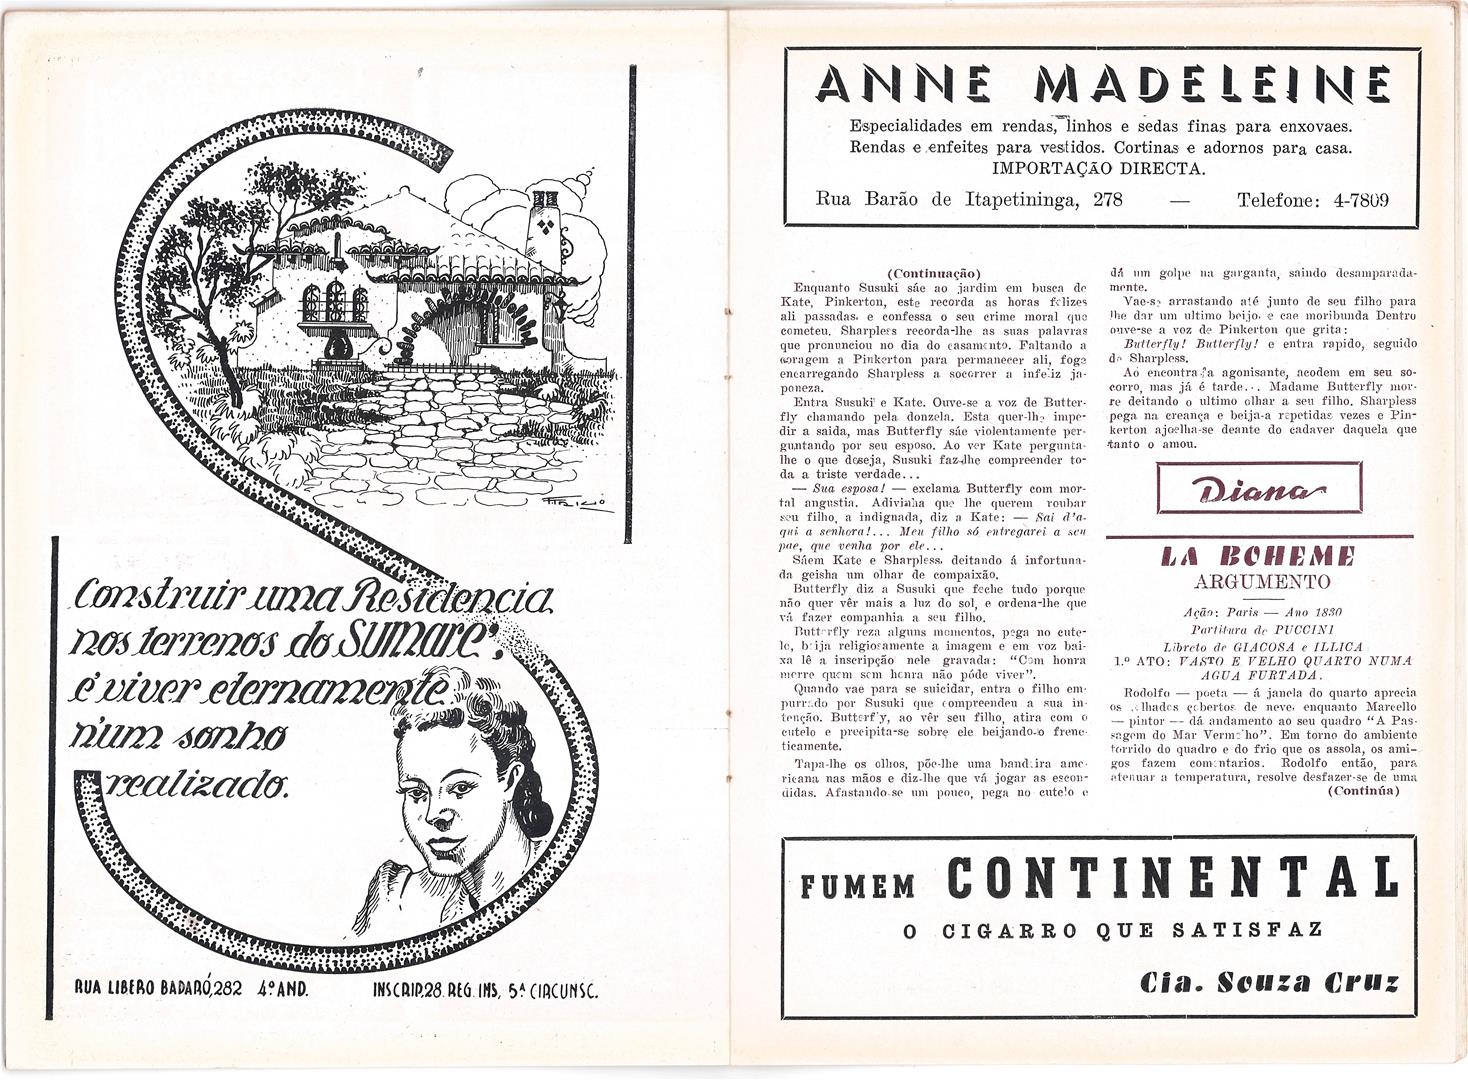 Construir uma Residencia
nos terrenos do SUMARE',
é viver eternamente
n'um sonho
realizado.
RUA LIBERO BADARÓ, 282 4º AND.
INSCRIP. 28 REG. INS, 5ª CIRCUNSC.
ANNE MADELEINE
Especialidades em rendas, linhos e sedas finas para enxovaes.
Rendas e enfeites para vestidos. Cortinas e adornos para casa.
IMPORTAÇÃO DIRECTA.
Rua Barão de Itapetininga, 278 — Telefone: 4-7809
(Continuação)
Enquanto Susuki sáe ao jardim em busca de
Kate, Pinkerton, este recorda as horas felizes
ali passadas, e confessa o seu crime moral que
cometeu. Sharpless recorda-lhe as suas palavras
que pronunciou no dia do casamento. Faltando a
coragem a Pinkerton para permanecer ali, foge
encarregando Sharpless a socorrer a infeliz ja-
poneza.
Entra Susuki e Kate. Ouve-se a voz de Butter-
fly chamando pela donzela. Esta quer-lhe impe-
dir a saida, mas Butterfly sáe violentamente per-
guntando por seu esposo. Ao ver Kate pergunta-
lhe o que deseja, Susuki faz-lhe compreender to-
da a triste verdade...
— Sua esposa! — exclama Butterfly com mor-
tal angustia. Adivinha que lhe querem roubar
seu filho, a indignada, diz a Kate: — Sai d'a-
qui a senhora!... Meu filho só entregarei a seu
pae, que venha por ele...
Sáem Kate e Sharpless, deitando á infortuna-
da geisha um olhar de compaixão.
Butterfly diz a Susuki que feche tudo porque
não quer vêr mais a luz do sol, e ordena-lhe que
vá fazer companhia a seu filho.
Butterfly reza alguns momentos, pega no cute-
lo, beija religiosamente a imagem e em voz bai-
xa lê a inscripção nele gravada: "Com honra
morre quem sem honra não póde viver".
Quando vae para se suicidar, entra o filho em-
purrado por Susuki que compreendeu a sua in-
tenção. Butterfly, ao vêr seu filho, atira com o
cutelo e precipita-se sobre ele beijando-o frene-
ticamente.
Tapa-lhe os olhos, põe-lhe uma bandeira ame-
ricana nas mãos e diz-lhe que vá jogar as escon-
didas. Afastando-se um pouco, pega no cutelo e
dá um golpe na garganta, saindo desamparada-
mente.
Vae-se arrastando até junto de seu filho para
lhe dar um ultimo beijo, e cae moribunda Dentro
ouve-se a voz de Pinkerton que grita:
Butterfly! Butterfly! e entra rapido, seguido
de Sharpless.
Ao encontra-la agonisante, acodem em seu so-
corro, mas já é tarde... Madame Butterfly mor-
re deitando o ultimo olhar a seu filho. Sharpless
pega na creança e beija-a repetidas vezes e Pin-
kerton ajoelha-se deante do cadaver daquela que
tanto o amou.
Diana
LA BOHEME
ARGUMENTO
Ação: Paris — Ano 1830
Partitura de PUCCINI
Libreto de GIACOSA e ILLICA
1.º ATO: VASTO E VELHO QUARTO NUMA
AGUA FURTADA.
Rodolfo — poeta — á janela do quarto aprecia
os telhados cobertos de neve, enquanto Marcello
— pintor — dá andamento ao seu quadro "A Pas-
sagem do Mar Vermelho". Em torno do ambiente
torrido do quadro e do frio que os assola, os ami-
gos fazem comentarios. Rodolfo então, para
atenuar a temperatura, resolve desfazer-se de uma
(Continúa)
FUMEM CONTINENTAL
O CIGARRO QUE SATISFAZ
Cia. Souza Cruz